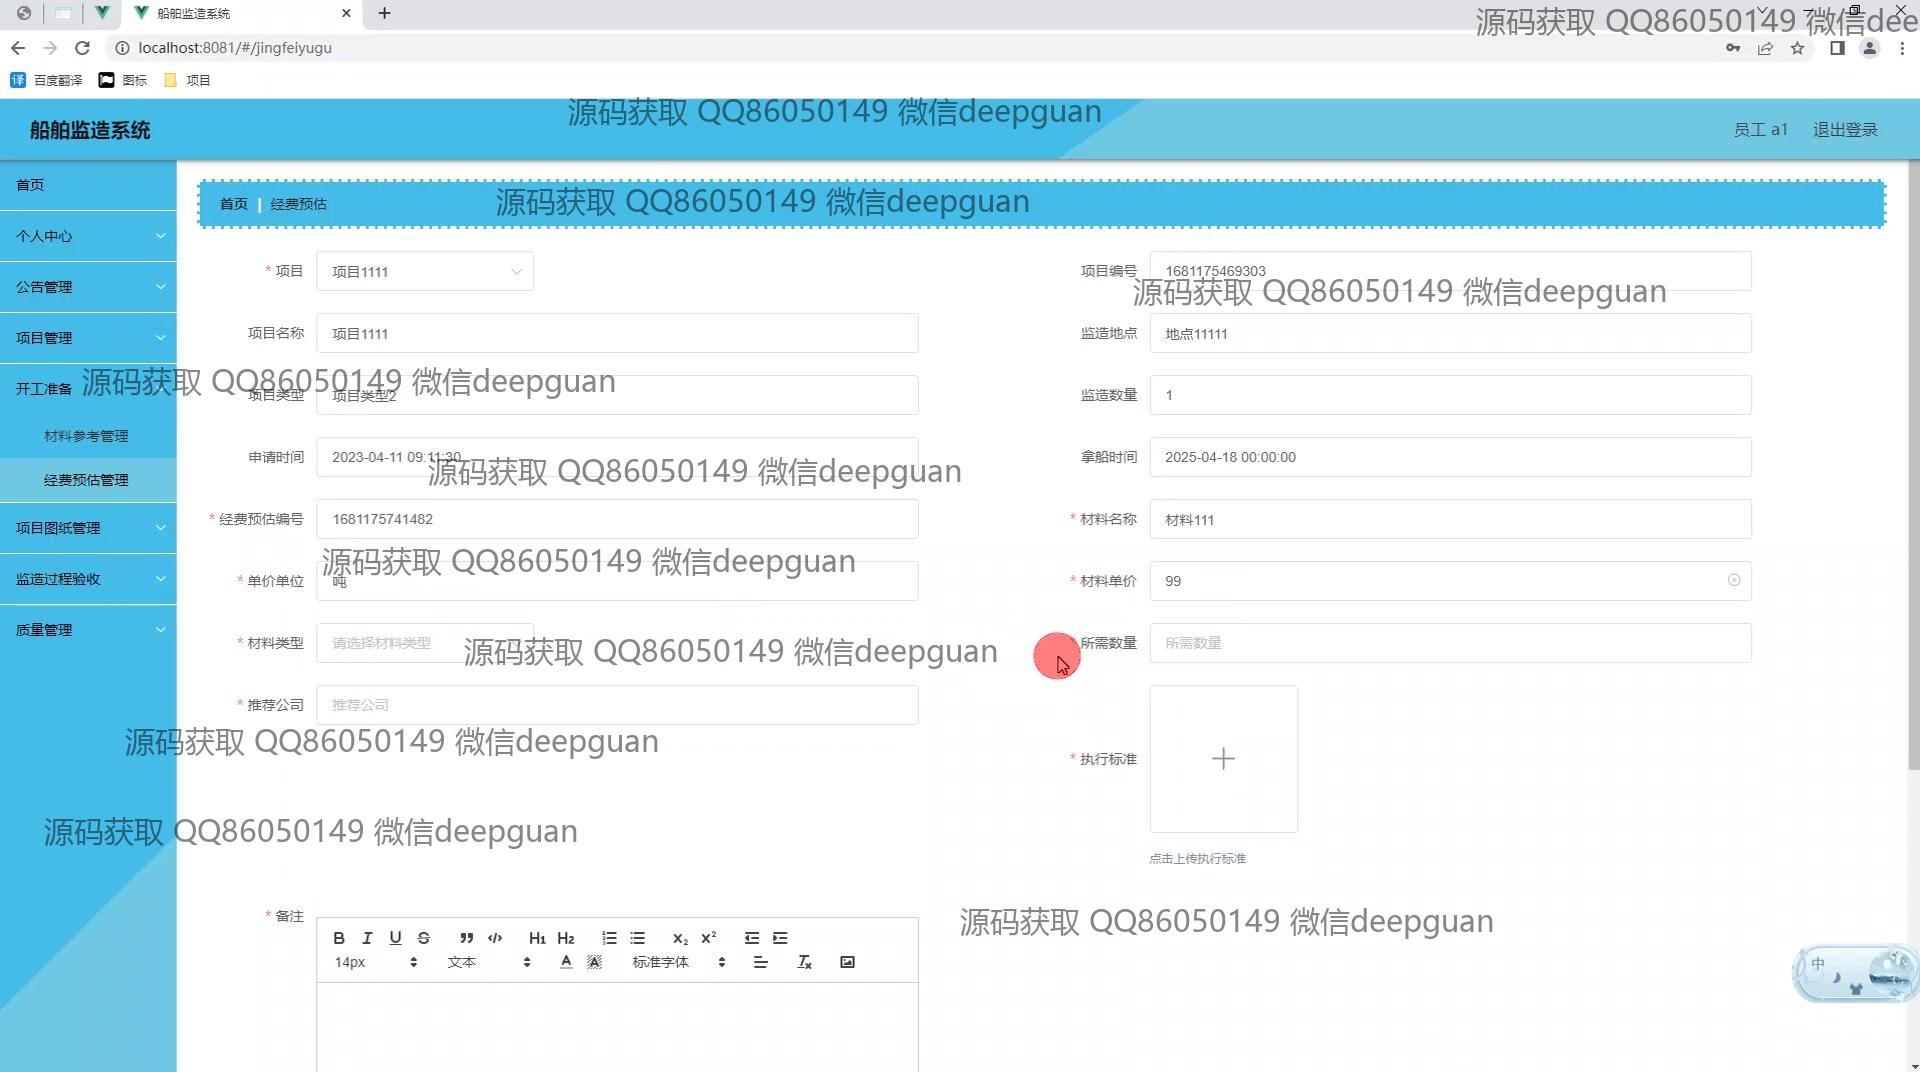 船舶监造系统
源码获取 QQ86050149 微信dee
localhost:8081/#/jingfeiyugu
百度翻译 图标 项目
源码获取 QQ86050149 微信deepguan
船舶监造系统
员工 a1 退出登录
首页
个人中心
公告管理
项目管理
开工准备
材料参考管理
经费预估管理
项目图纸管理
监造过程验收
质量管理
首页 | 经费预估
源码获取 QQ86050149 微信deepguan
* 项目 项目1111
项目编号 1681175469303
源码获取 QQ86050149 微信deepguan
项目名称 项目1111
监造地点 地点11111
源码获取 QQ86050149 微信deepguan
项目类型 项目类型2
监造数量 1
申请时间 2023-04-11 09:11:30
拿船时间 2025-04-18 00:00:00
源码获取 QQ86050149 微信deepguan
* 经费预估编号 1681175741482
* 材料名称 材料111
源码获取 QQ86050149 微信deepguan
* 单价单位 吨
* 材料单价 99
* 材料类型 请选择材料类型
源码获取 QQ86050149 微信deepguan
* 所需数量 所需数量
* 推荐公司 推荐公司
源码获取 QQ86050149 微信deepguan
* 执行标准
点击上传执行标准
源码获取 QQ86050149 微信deepguan
* 备注
源码获取 QQ86050149 微信deepguan
B I U S H1 H2 X2 X2
14px 文本 A A 标准字体 Tx
中